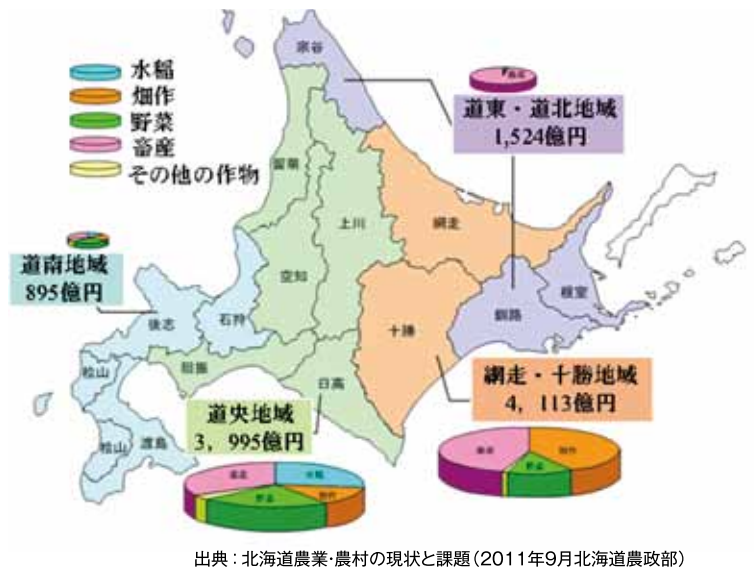 宗谷
水稲
畑作
野菜
畜産
その他の作物
道東・道北地域
1,524億円
留萌
上川
網走
空知
道南地域
895億円
後志
石狩
十勝
釧路
根室
胆振
日高
桧山
桧山
渡島
道央地域
3，995億円
網走・十勝地域
4，113億円
畜産
水稲
野菜
畑作
畜産
畑作
野菜
出典：北海道農業・農村の現状と課題（2011年9月北海道農政部）